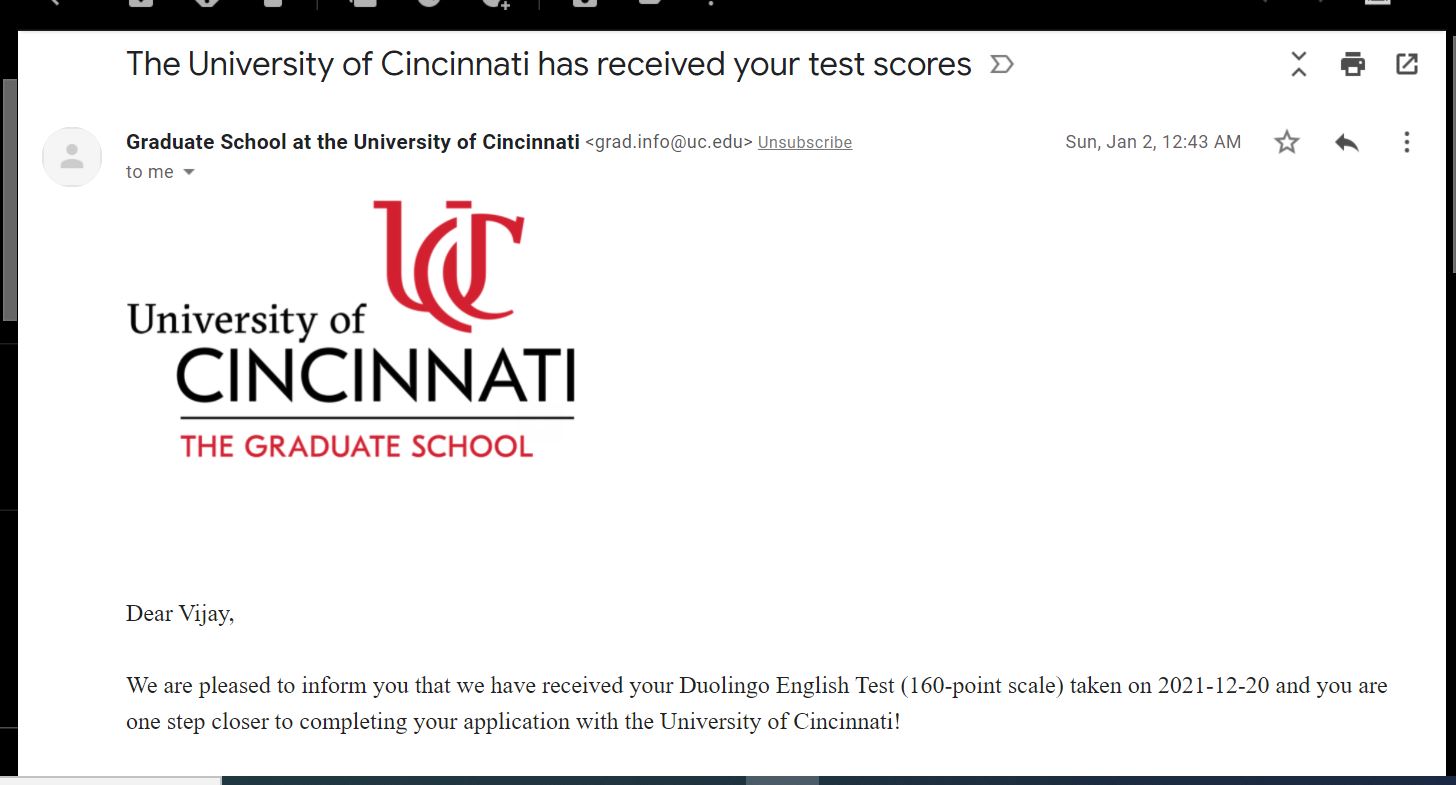 The University of Cincinnati has received your test scores
Graduate School at the University of Cincinnati <grad.info@uc.edu> Unsubscribe
Sun, Jan 2, 12:43 AM
to me
UC
University of
CINCINNATI
THE GRADUATE SCHOOL
Dear Vijay,
We are pleased to inform you that we have received your Duolingo English Test (160-point scale) taken on 2021-12-20 and you are
one step closer to completing your application with the University of Cincinnati!